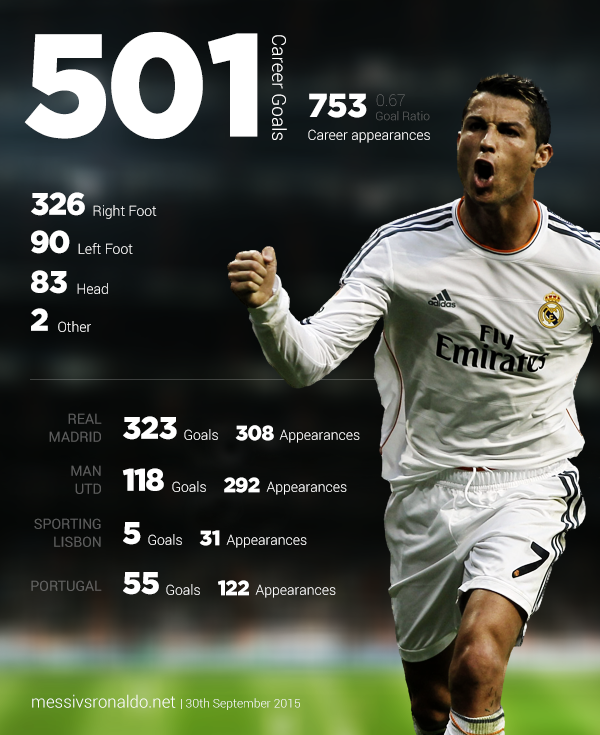 501 Career Goals
753 0.67 Goal Ratio
Career appearances
326 Right Foot
90 Left Foot
83 Head
2 Other
adidas
Fly
Emirates
REAL MADRID 323 Goals 308 Appearances
MAN UTD 118 Goals 292 Appearances
SPORTING LISBON 5 Goals 31 Appearances
PORTUGAL 55 Goals 122 Appearances
7
messivsronaldo.net | 30th September 2015